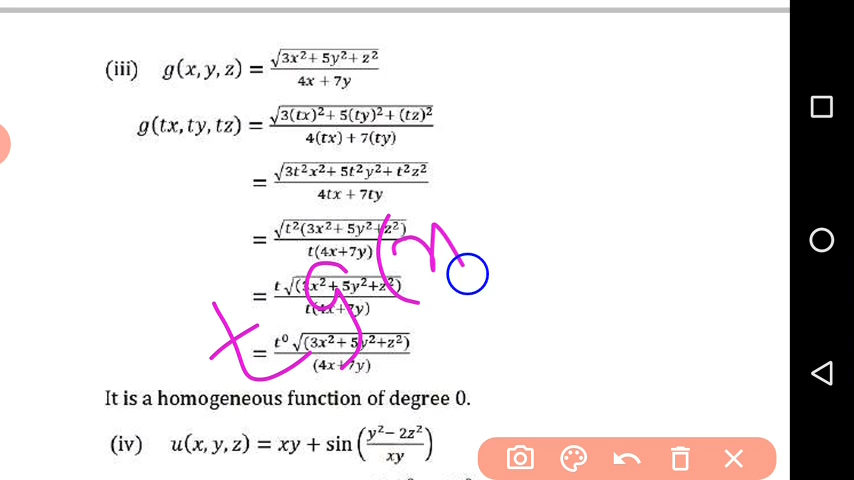 (iii) g(x, y, z) = √3x² + 5y² + z² / 4x + 7y
g(tx, ty, tz) = √3(tx)² + 5(ty)² + (tz)² / 4(tx) + 7(ty)
= √3t²x² + 5t²y² + t²z² / 4tx + 7ty
= √t²(3x² + 5y² + z²) / t(4x+7y)
= t √(3x² + 5y² + z²) / t(4x+7y)
= t⁰ √(3x² + 5y² + z²) / (4x+7y)
It is a homogeneous function of degree 0.
(iv) u(x, y, z) = xy + sin (y² − 2z² / xy)